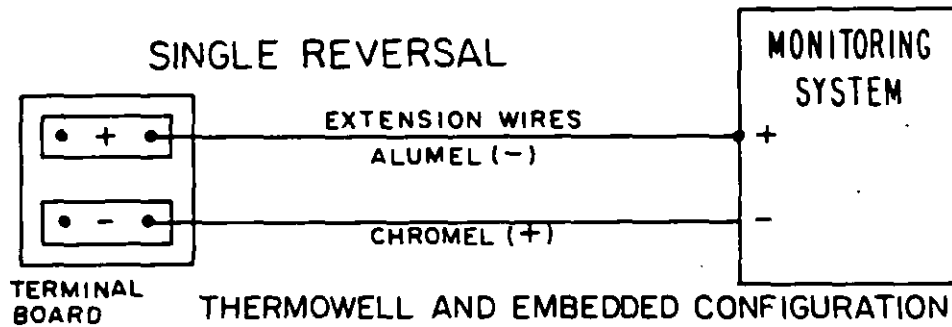 SINGLE REVERSAL
MONITORING
SYSTEM
+
EXTENSION WIRES
+
ALUMEL (-)
-
-
CHROMEL (+)
TERMINAL
BOARD
THERMOWELL AND EMBEDDED CONFIGURATION